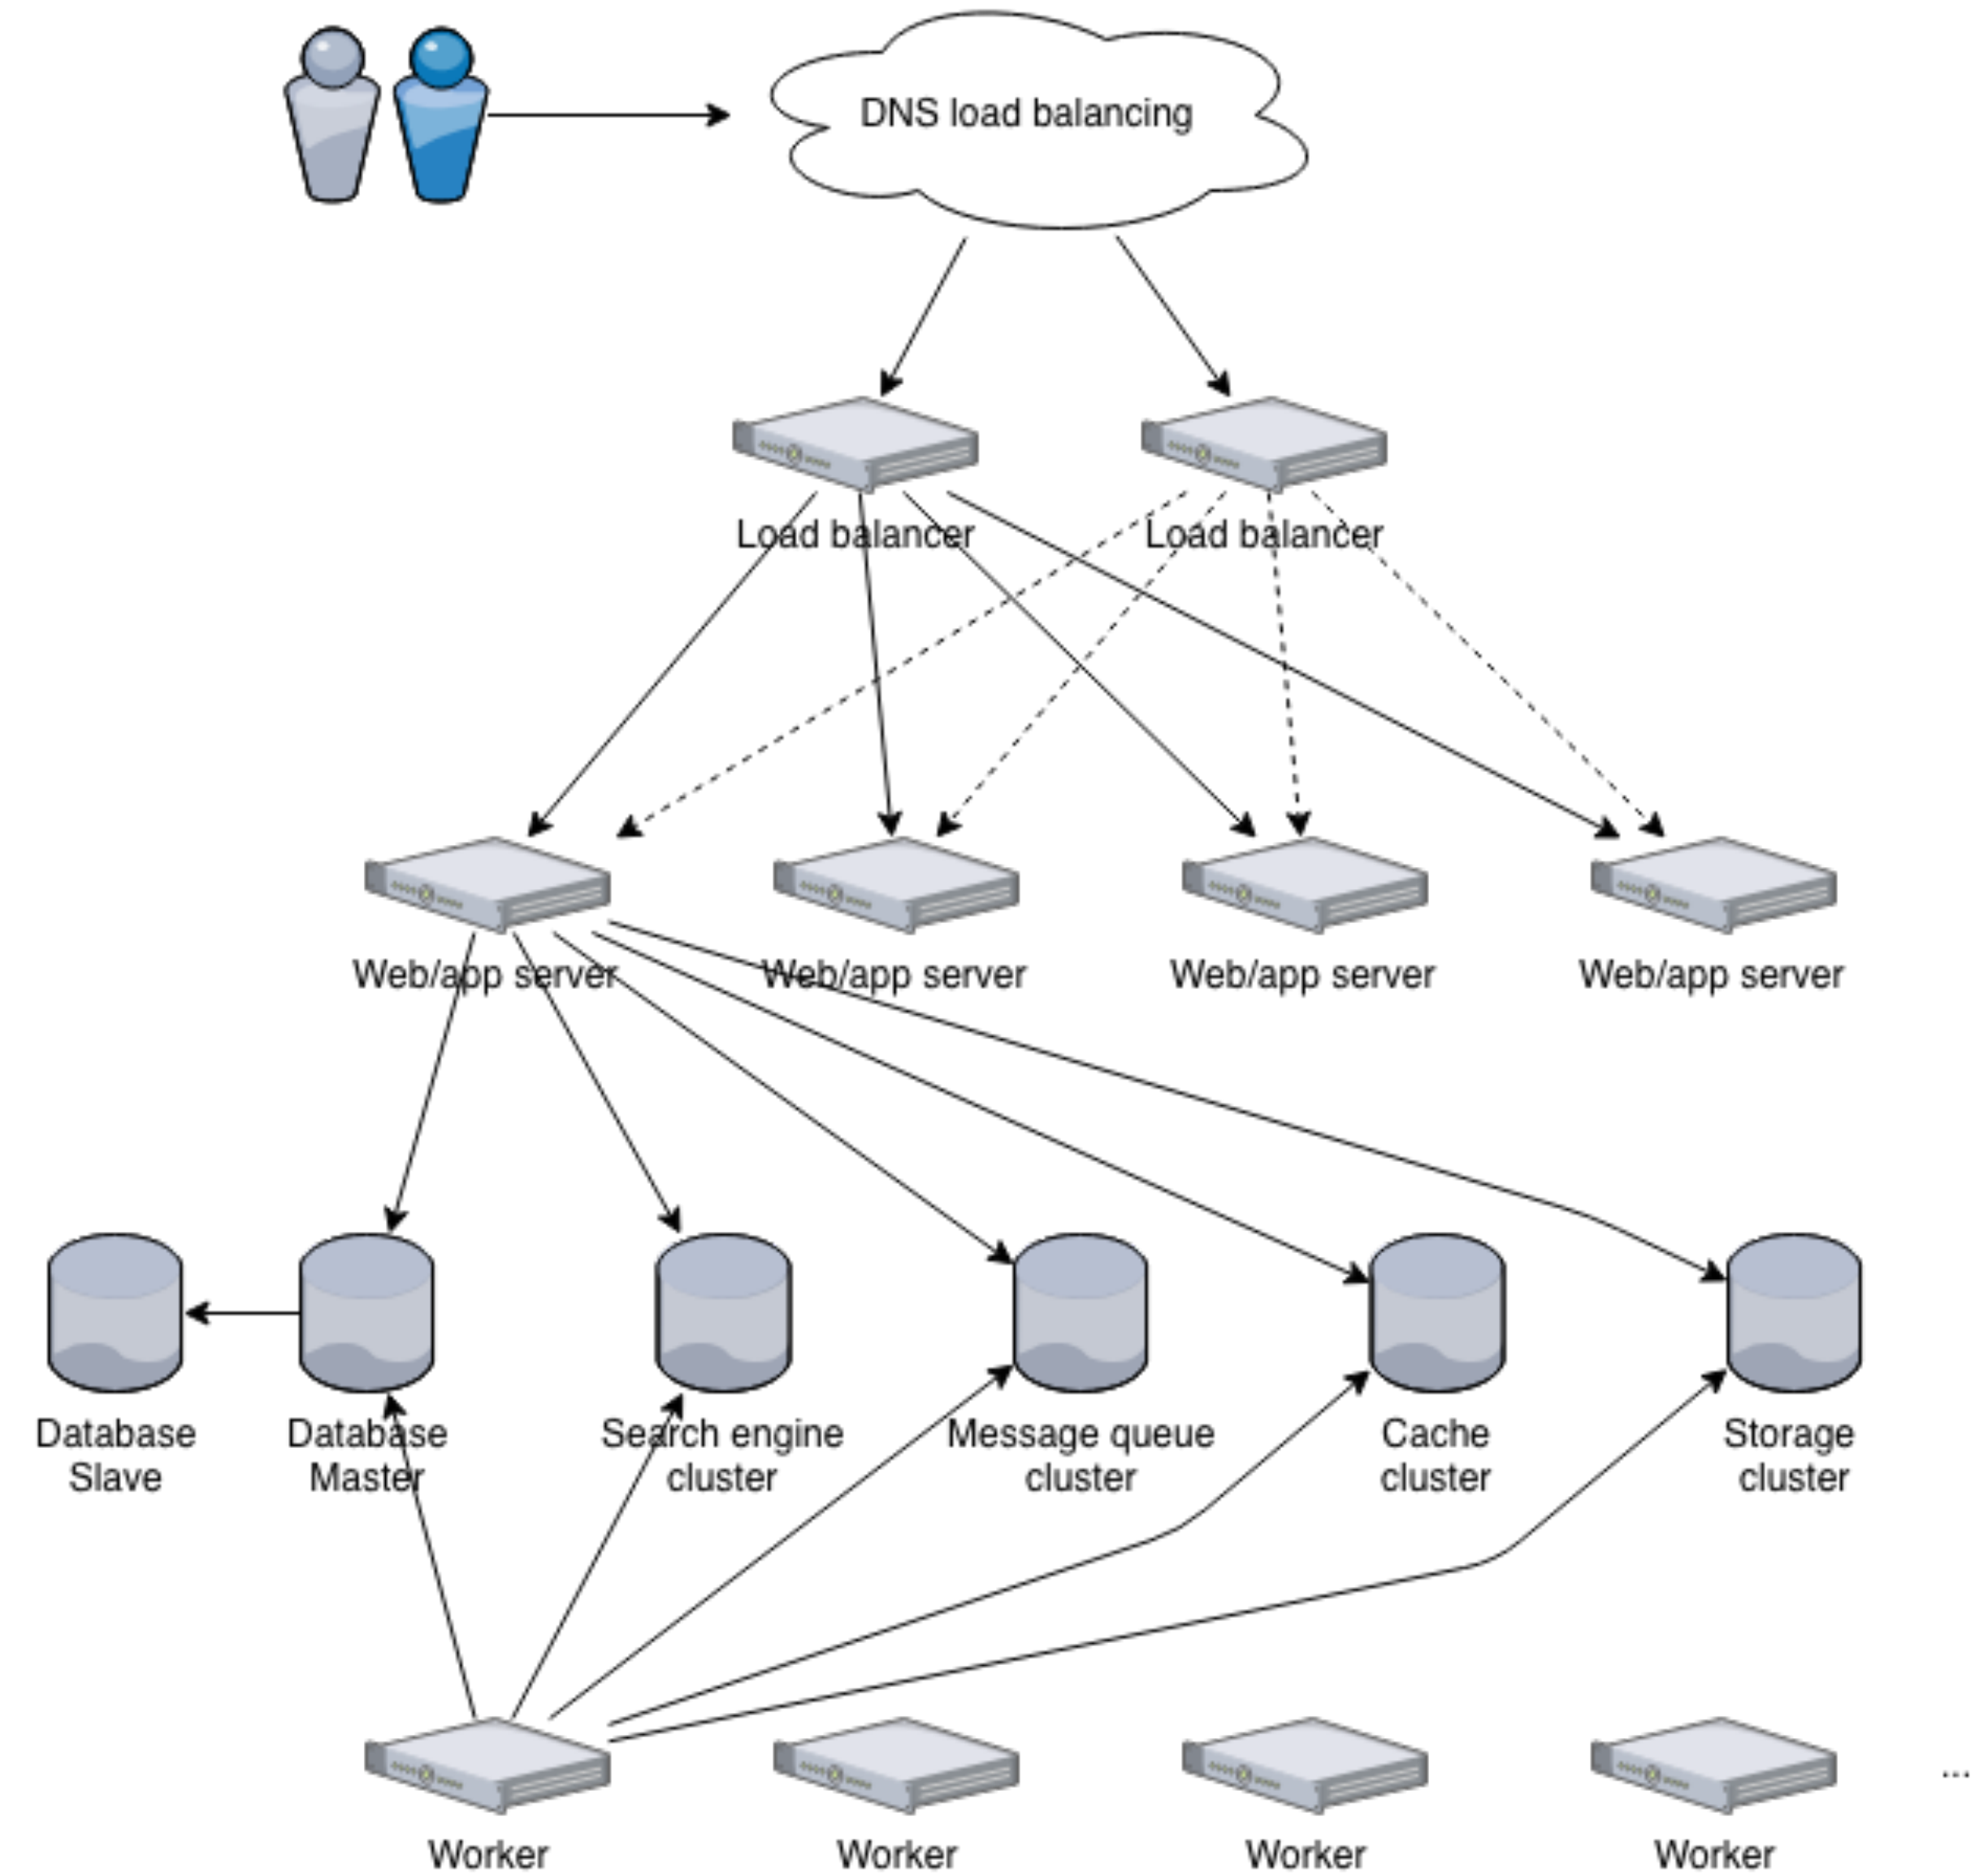 DNS load balancing
Load balancer
Load balancer
Web/app server
Web/app server
Web/app server
Web/app server
Database
Slave
Database
Master
Search engine
cluster
Message queue
cluster
Cache
cluster
Storage
cluster
...
Worker
Worker
Worker
Worker